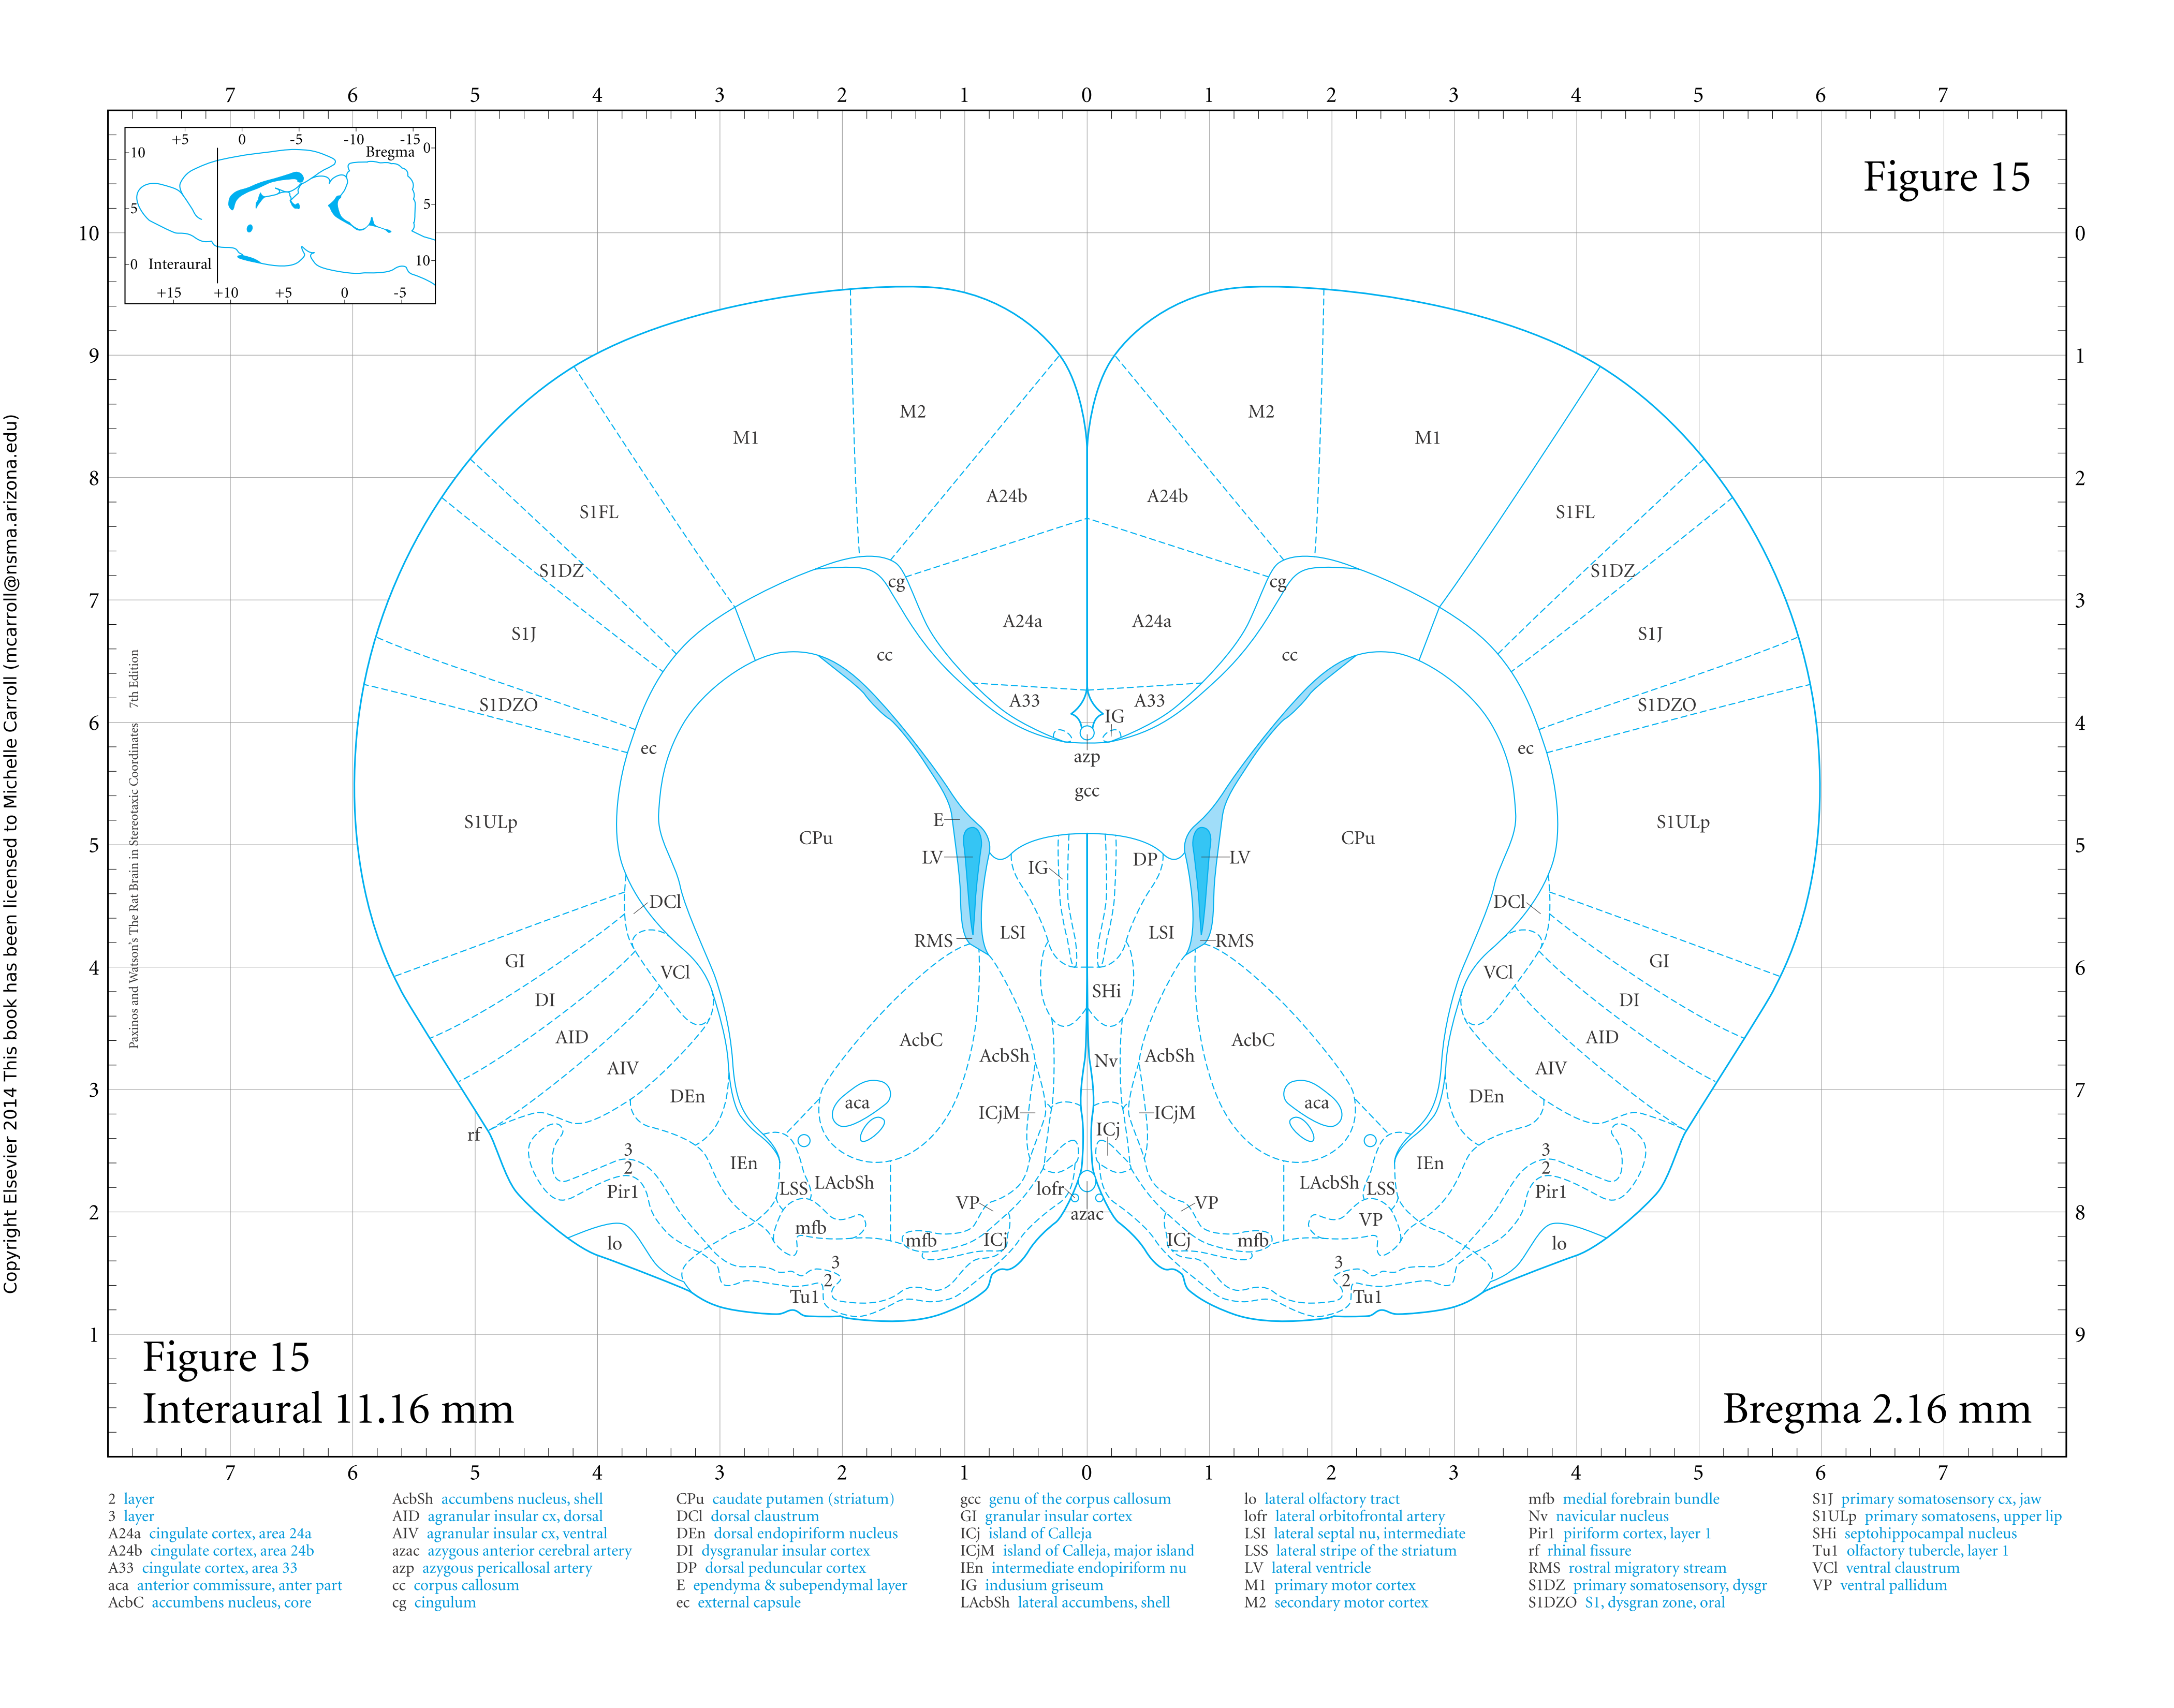 7 6 5 4 3 2 1 0 1 2 3 4 5 6 7
+5 0 -5 -10 -15
Bregma
10 0
5 5
0 Interaural 10
+15 +10 +5 0 -5
Figure 15
10 0
9 1
M2 M2
M1 M1
8 2
A24b A24b
S1FL S1FL
S1DZ S1DZ
cg cg
7 3
A24a A24a
S1J S1J
cc cc
A33 A33
S1DZO S1DZO
IG
6 4
ec ec
azp
gcc
E
S1ULp S1ULp
CPu CPu
5 5
LV DP LV
IG
DCl DCl
LSI LSI
RMS RMS
GI GI
4 6
VCl VCl
SHi
DI DI
AID AID
AcbC AcbC
AcbSh Nv AcbSh
AIV AIV
3 7
DEn DEn
aca aca
ICjM ICjM
ICj
rf
3 3
IEn IEn
2 2
LAcbSh LAcbSh
LSS lofr LSS
Pir1 Pir1
VP VP
2 8
azac
mfb VP
lo mfb ICj ICj mfb lo
3 3
2 2
Tu1 Tu1
1 9
Figure 15
Interaural 11.16 mm
Bregma 2.16 mm
7 6 5 4 3 2 1 0 1 2 3 4 5 6 7
Copyright Elsevier 2014 This book has been licensed to Michelle Carroll (mcarroll@nsma.arizona.edu)
Paxinos and Watson's The Rat Brain in Stereotaxic Coordinates 7th Edition
2 layer
3 layer
A24a cingulate cortex, area 24a
A24b cingulate cortex, area 24b
A33 cingulate cortex, area 33
aca anterior commissure, anter part
AcbC accumbens nucleus, core
AcbSh accumbens nucleus, shell
AID agranular insular cx, dorsal
AIV agranular insular cx, ventral
azac azygous anterior cerebral artery
azp azygous pericallosal artery
cc corpus callosum
cg cingulum
CPu caudate putamen (striatum)
DCl dorsal claustrum
DEn dorsal endopiriform nucleus
DI dysgranular insular cortex
DP dorsal peduncular cortex
E ependyma & subependymal layer
ec external capsule
gcc genu of the corpus callosum
GI granular insular cortex
ICj island of Calleja
ICjM island of Calleja, major island
IEn intermediate endopiriform nu
IG indusium griseum
LAcbSh lateral accumbens, shell
lo lateral olfactory tract
lofr lateral orbitofrontal artery
LSI lateral septal nu, intermediate
LSS lateral stripe of the striatum
LV lateral ventricle
M1 primary motor cortex
M2 secondary motor cortex
mfb medial forebrain bundle
Nv navicular nucleus
Pir1 piriform cortex, layer 1
rf rhinal fissure
RMS rostral migratory stream
S1DZ primary somatosensory, dysgr
S1DZO S1, dysgran zone, oral
S1J primary somatosensory cx, jaw
S1ULp primary somatosens, upper lip
SHi septohippocampal nucleus
Tu1 olfactory tubercle, layer 1
VCl ventral claustrum
VP ventral pallidum